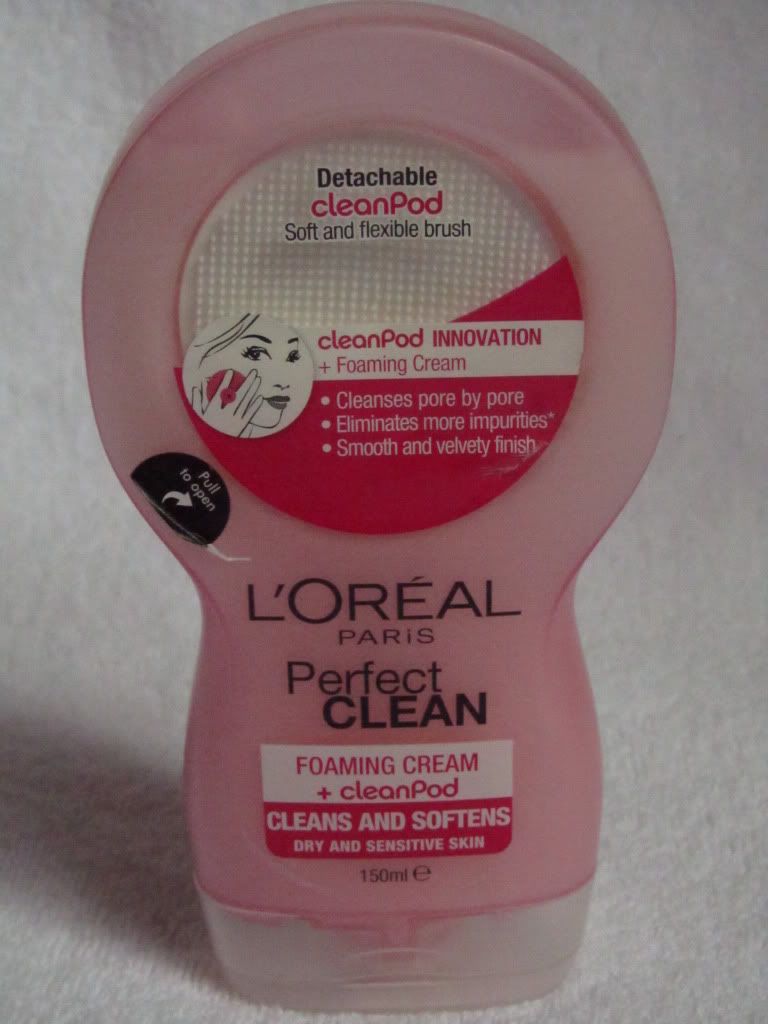 Detachable
cleanPod
Soft and flexible brush
cleanPod INNOVATION
+ Foaming Cream
• Cleanses pore by pore
• Eliminates more impurities*
• Smooth and velvety finish
Pull
to open
L'ORÉAL
PARiS
Perfect
CLEAN
FOAMING CREAM
+ cleanPod
CLEANS AND SOFTENS
DRY AND SENSITIVE SKIN
150ml ℮